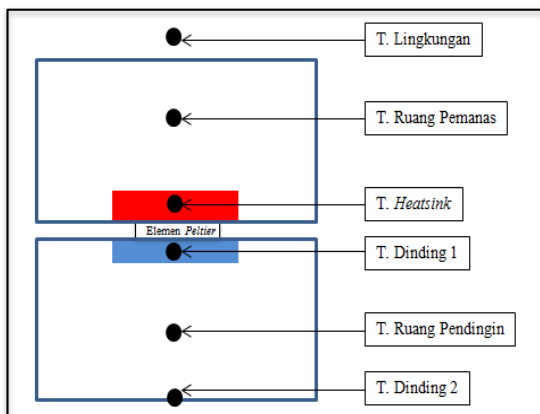 T. Lingkungan
T. Ruang Pemanas
T. Heatsink
Elemen Peltier
T. Dinding 1
T. Ruang Pendingin
T. Dinding 2